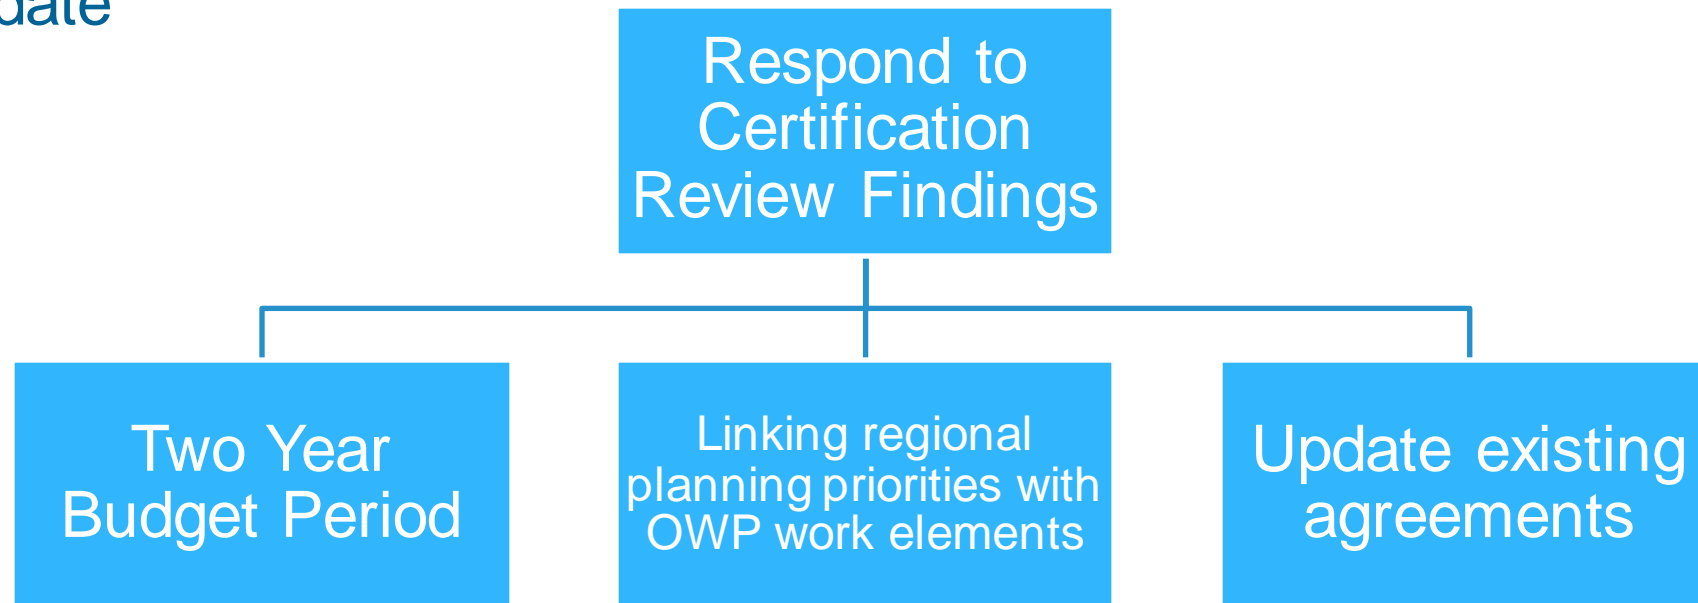 Respond to
Certification
Review Findings
Two Year
Budget Period
Linking regional
planning priorities with
OWP work elements
Update existing
agreements